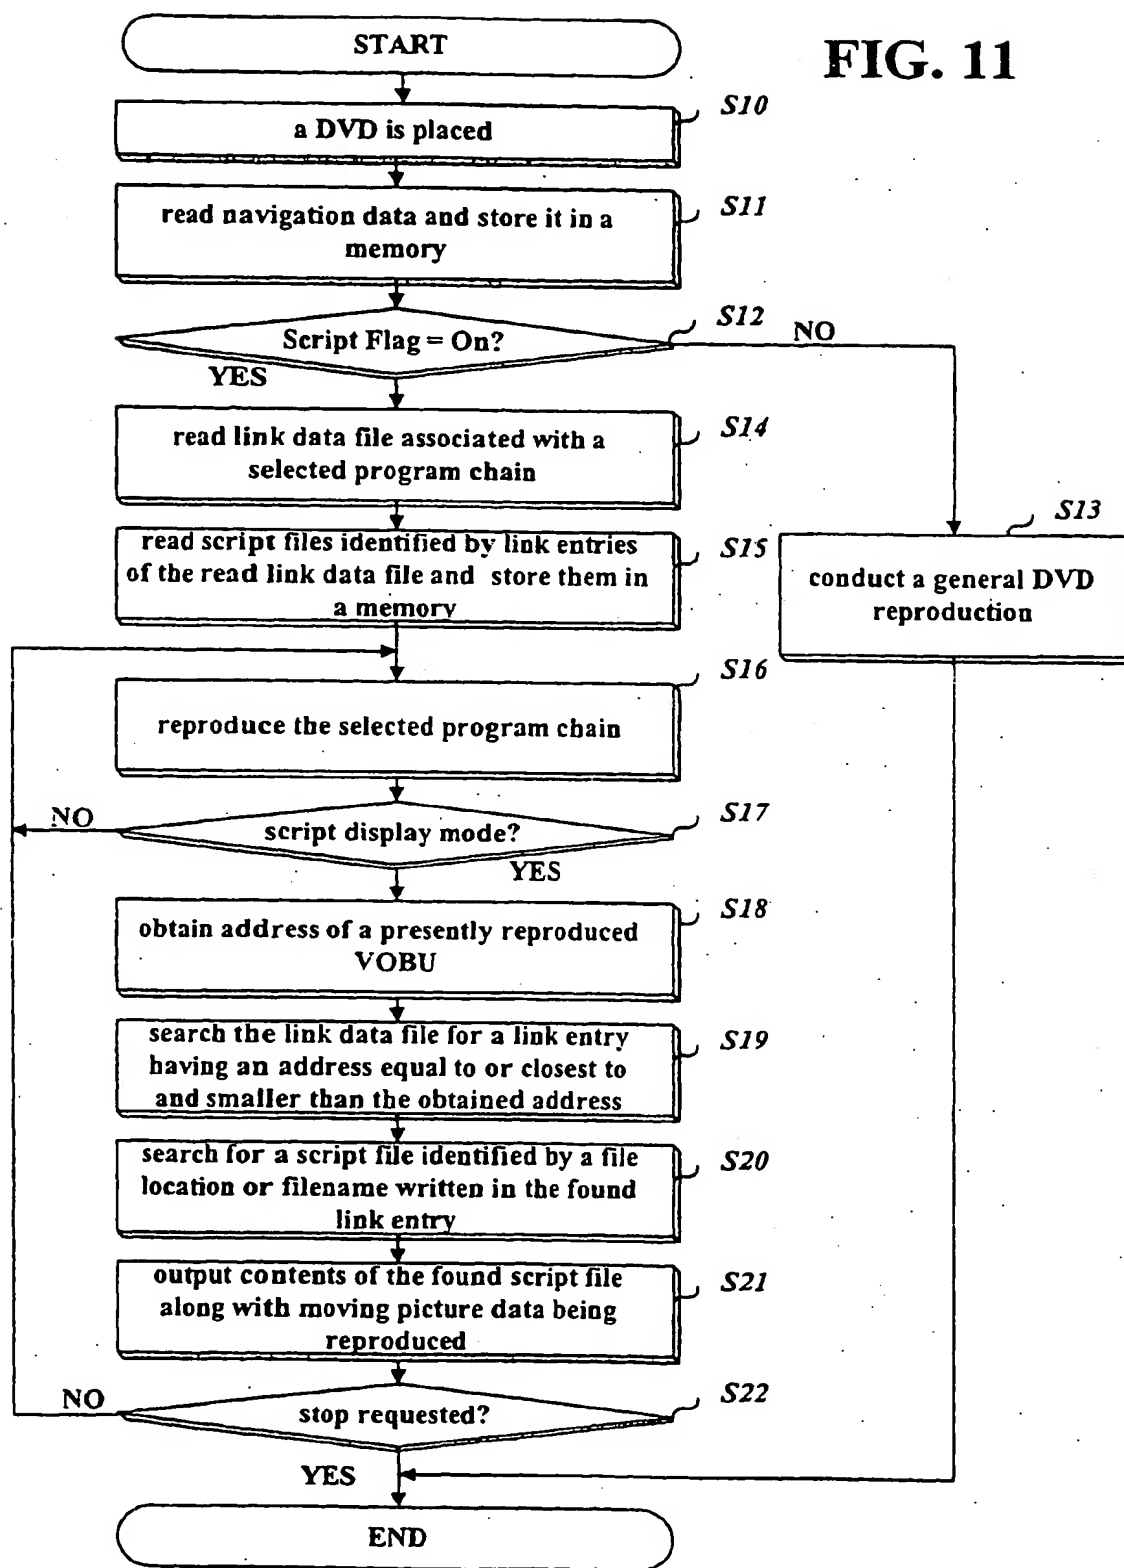 FIG. 11
START
S10
a DVD is placed
S11
read navigation data and store it in a
memory
S12
Script Flag = On?
NO
YES
S14
read link data file associated with a
selected program chain
S13
conduct a general DVD
reproduction
S15
read script files identified by link entries
of the read link data file and store them in
a memory
S16
reproduce the selected program chain
S17
NO
script display mode?
YES
S18
obtain address of a presently reproduced
VOBU
S19
search the link data file for a link entry
having an address equal to or closest to
and smaller than the obtained address
S20
search for a script file identified by a file
location or filename written in the found
link entry
S21
output contents of the found script file
along with moving picture data being
reproduced
S22
NO
stop requested?
YES
END